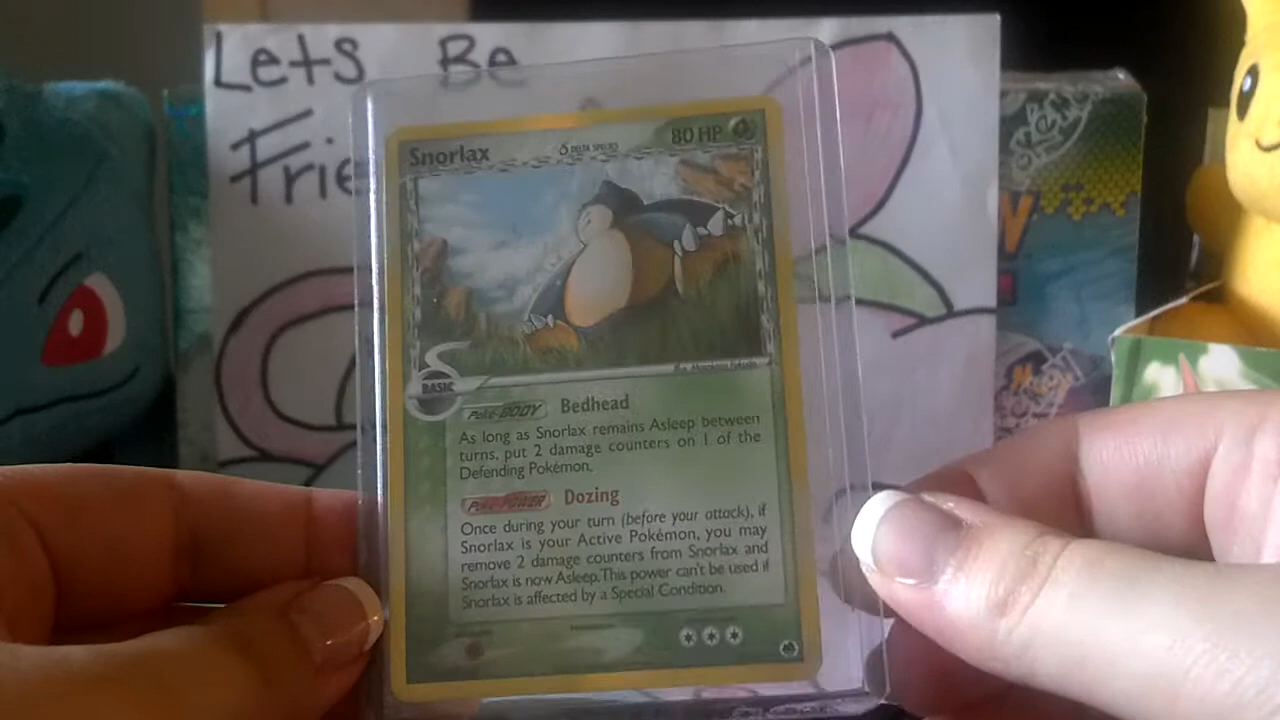 Lets Be
Frie
Snorlax
δ DELTA SPECIES
80 HP
BASIC
Poké-BODY Bedhead
As long as Snorlax remains Asleep between
turns, put 2 damage counters on 1 of the
Defending Pokémon.
Poké-POWER Dozing
Once during your turn (before your attack), if
Snorlax is your Active Pokémon, you may
remove 2 damage counters from Snorlax and
Snorlax is now Asleep. This power can't be used if
Snorlax is affected by a Special Condition.